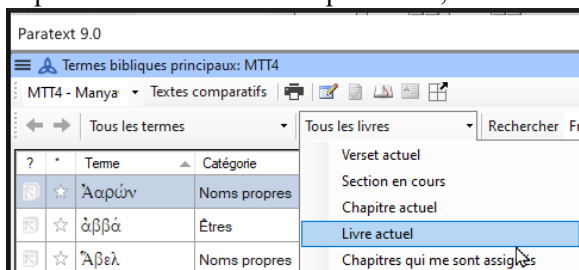 Paratext 9.0
Termes bibliques principaux: MTT4
MTT4 - Manya Textes comparatifs
Tous les termes Tous les livres Rechercher
? * Terme Catégorie Verset actuel
Ἀαρών Noms propres Section en cours
Chapitre actuel
ἀββά Êtres Livre actuel
Ἅβελ Noms propres Chapitres qui me sont assignés